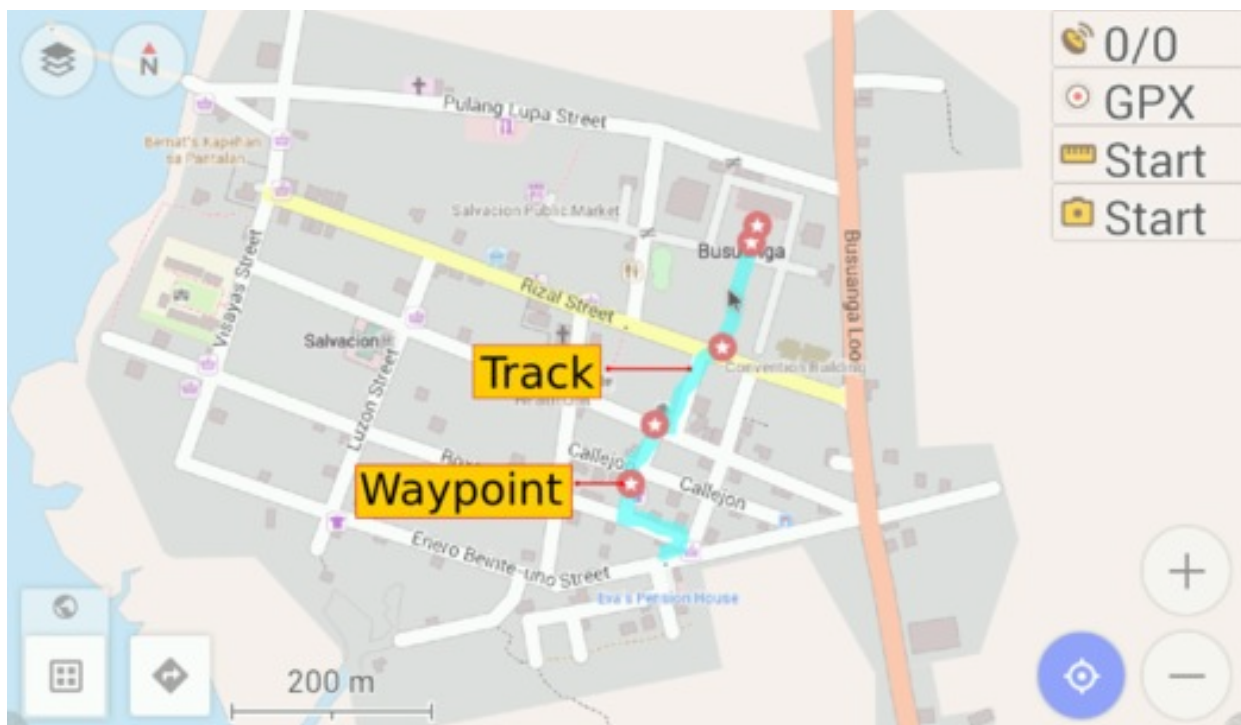 N
0/0
GPX
Start
Start
Pulang Lupa Street
Bernat's Kapehan
sa Pantalan
Salvacion Public Market
Busuanga
Visayas Street
Rizal Street
Busuanga Loo
Salvacion
Luzon Street
Track
Convention Building
Callejon
Waypoint
Callejon
Enero Beinte-uno Street
Eva's Pension House
200 m